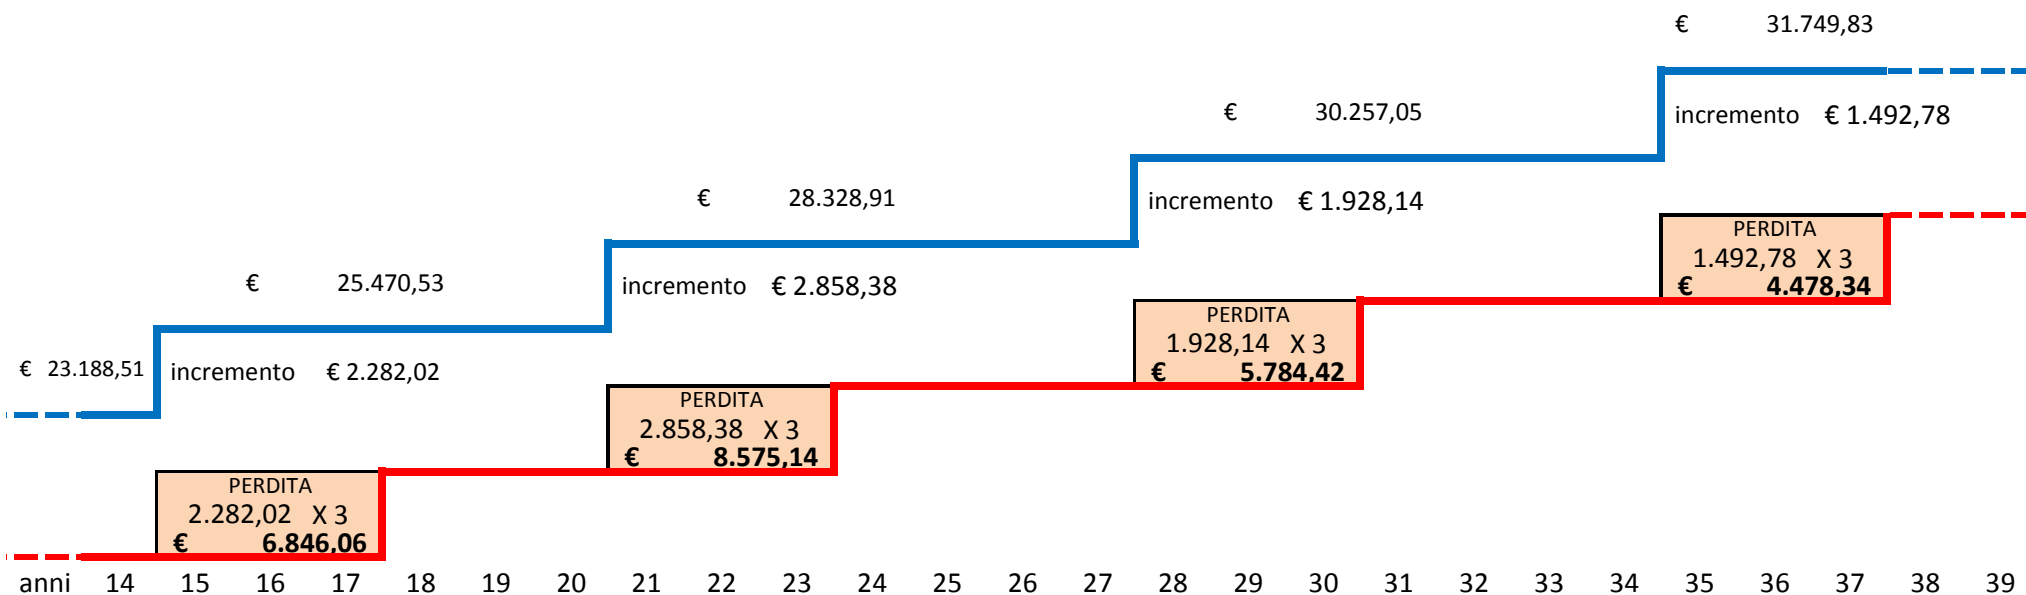 € 31.749,83
€ 30.257,05
incremento € 1.492,78
€ 28.328,91
incremento € 1.928,14
PERDITA
1.492,78 X 3
€ 4.478,34
€ 25.470,53
incremento € 2.858,38
PERDITA
1.928,14 X 3
€ 5.784,42
€ 23.188,51
incremento € 2.282,02
PERDITA
2.858,38 X 3
€ 8.575,14
PERDITA
2.282,02 X 3
€ 6.846,06
anni 14 15 16 17 18 19 20 21 22 23 24 25 26 27 28 29 30 31 32 33 34 35 36 37 38 39